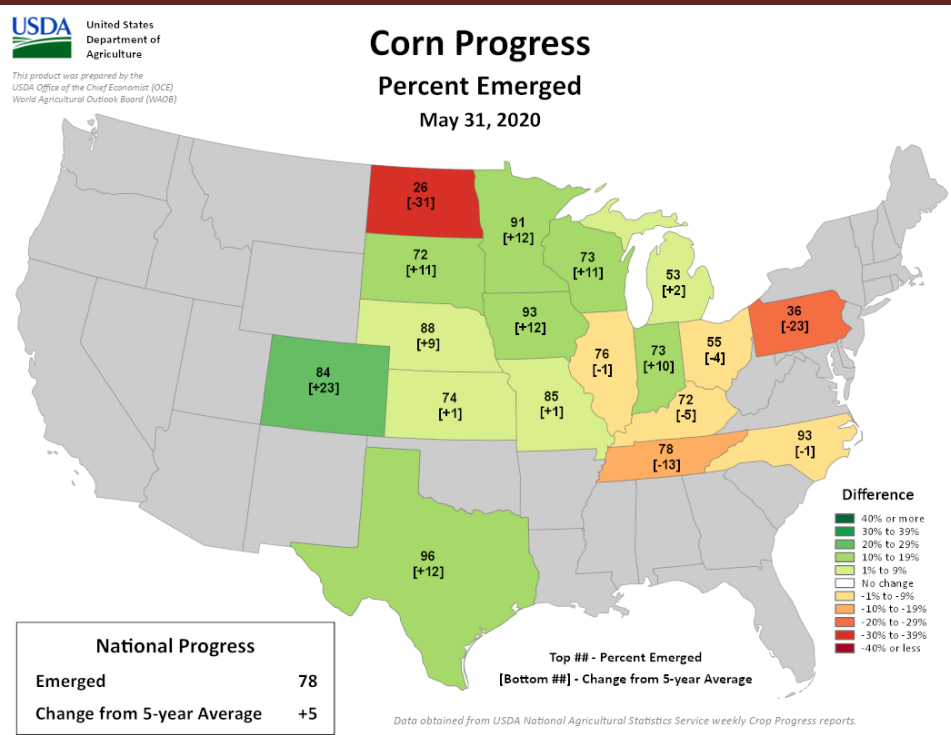 USDA
United States
Department of
Agriculture
This product was prepared by the
USDA Office of the Chief Economist (OCE)
World Agricultural Outlook Board (WAOB)
Corn Progress
Percent Emerged
May 31, 2020
26
[-31]
91
[+12]
72
[+11]
73
[+11]
53
[+2]
93
[+12]
36
[-23]
88
[+9]
84
[+23]
76
[-1]
73
[+10]
55
[-4]
74
[+1]
85
[+1]
72
[-5]
78
[-13]
93
[-1]
96
[+12]
Difference
40% or more
30% to 39%
20% to 29%
10% to 19%
1% to 9%
No change
-1% to -9%
-10% to -19%
-20% to -29%
-30% to -39%
-40% or less
National Progress
Emerged 78
Change from 5-year Average +5
Top ## - Percent Emerged
[Bottom ##] - Change from 5-year Average
Data obtained from USDA National Agricultural Statistics Service weekly Crop Progress reports.